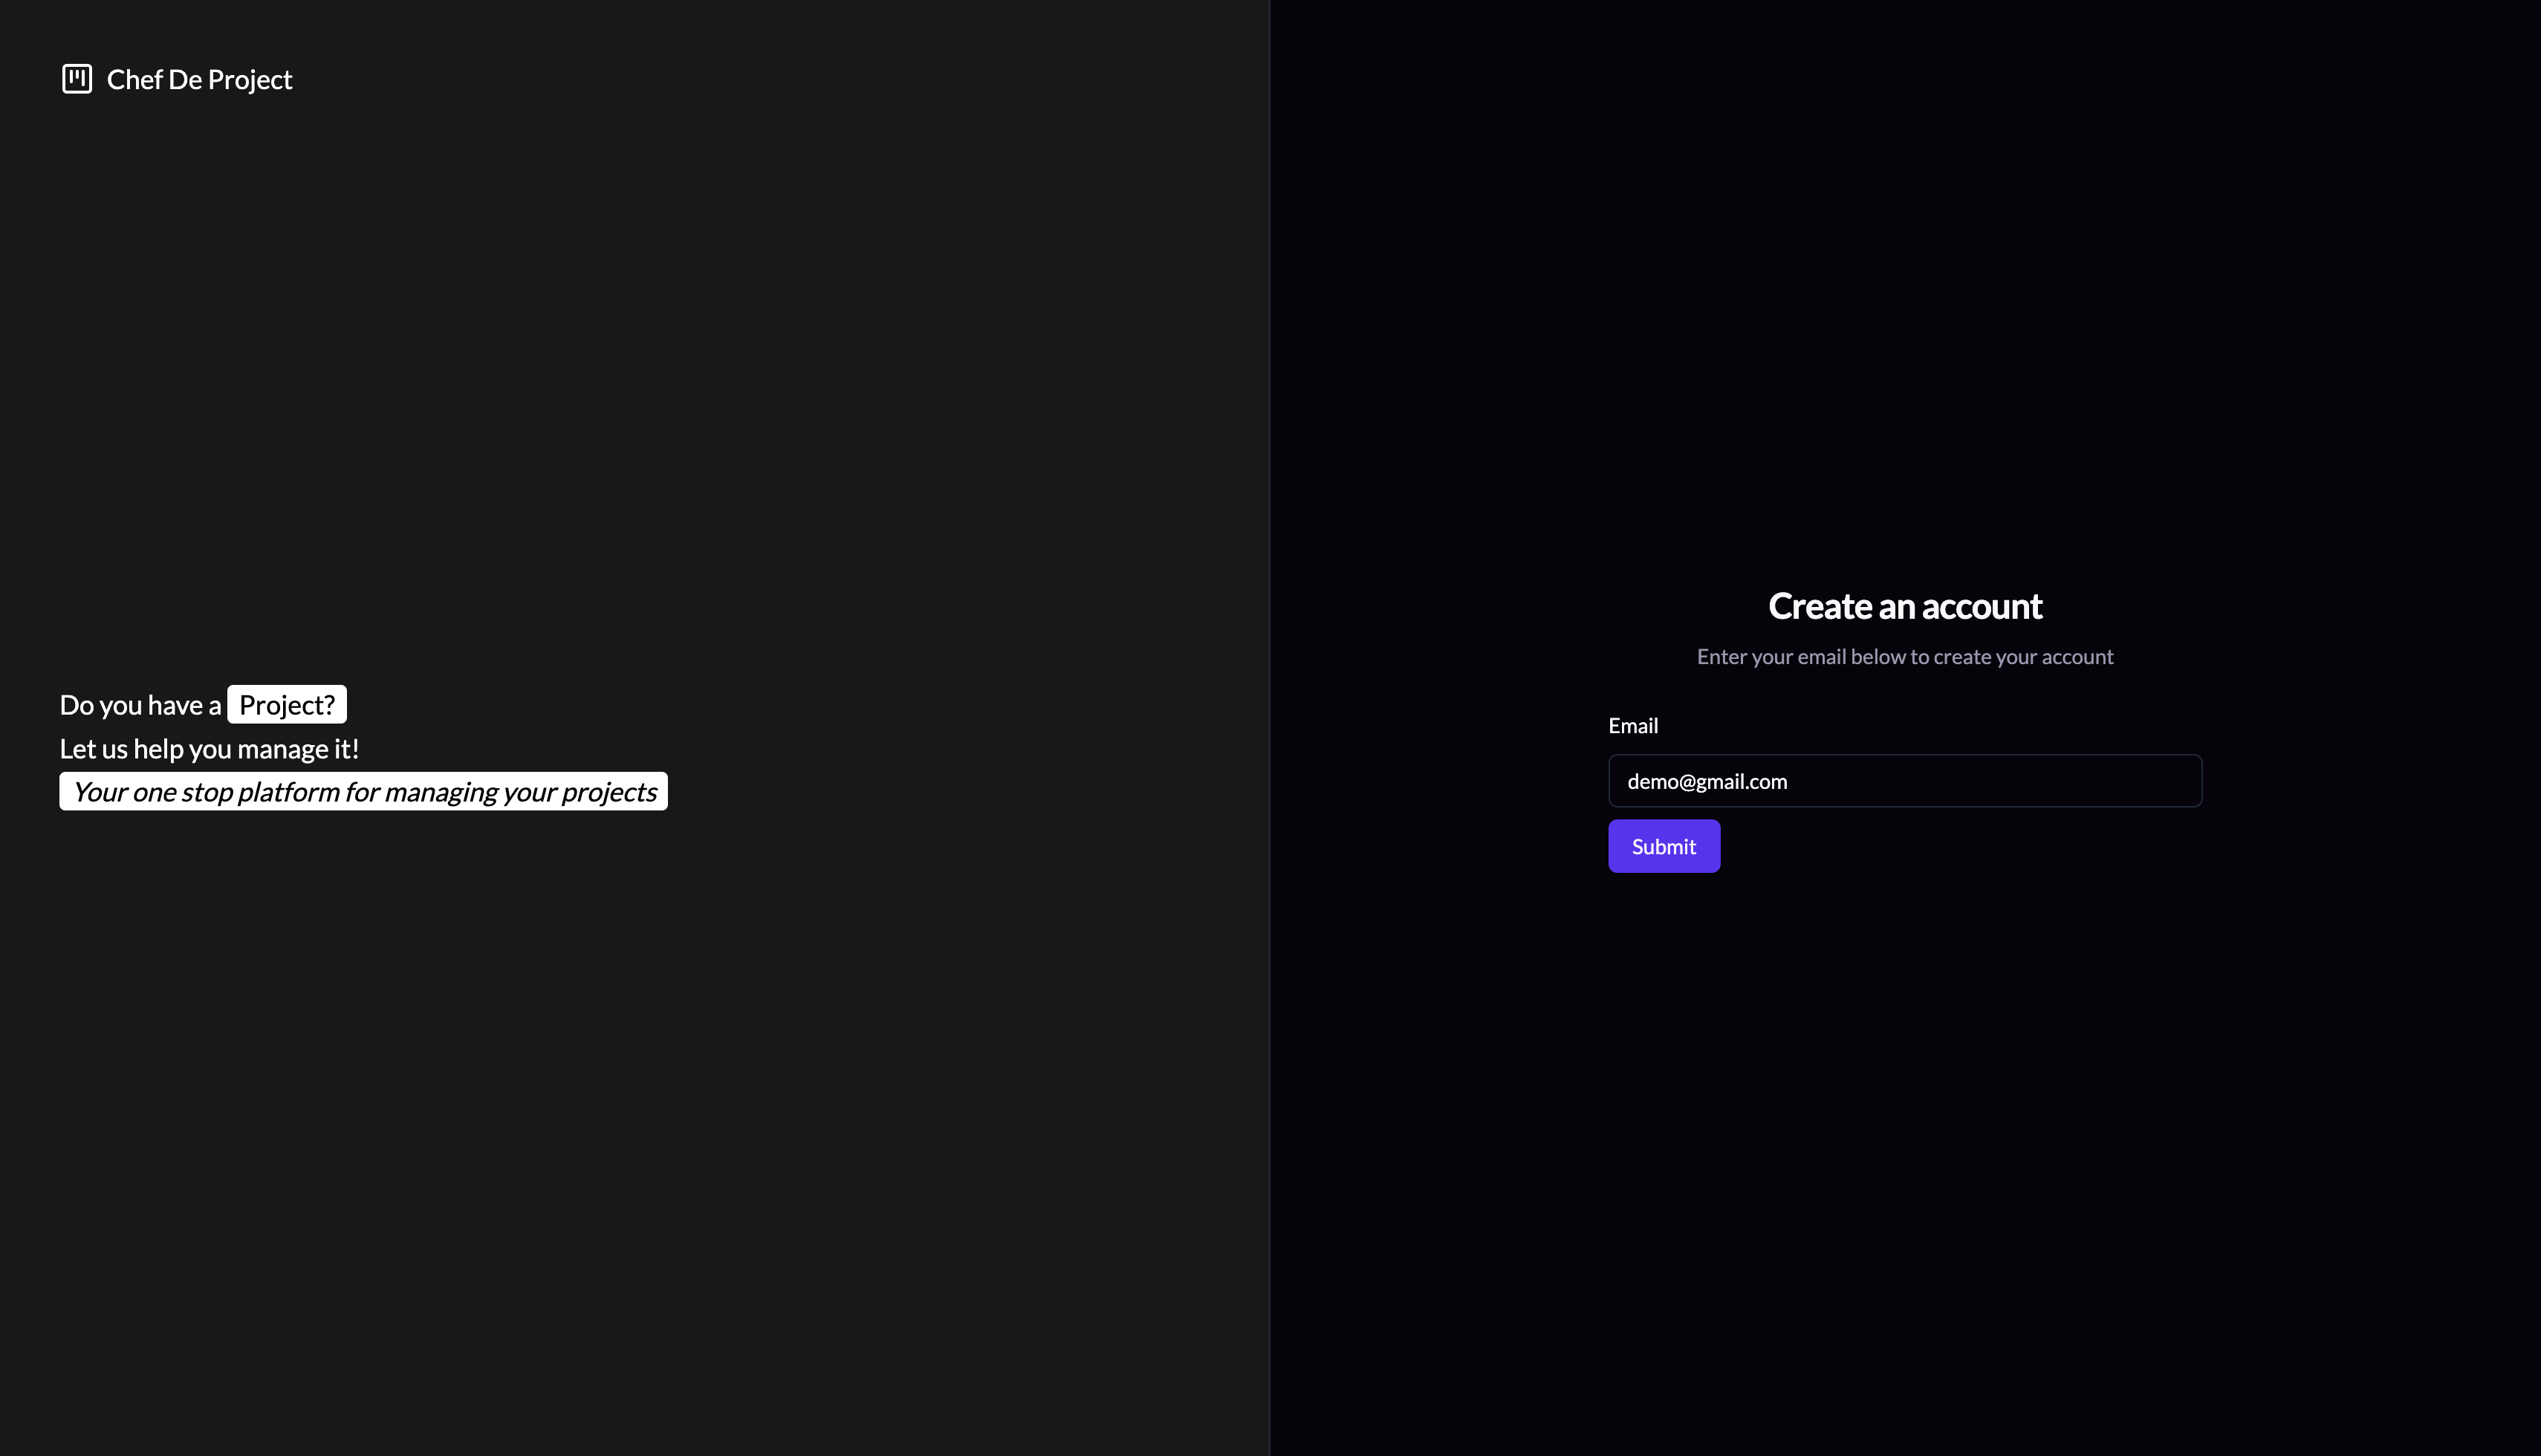 Chef De Project
Do you have a Project?
Let us help you manage it!
Your one stop platform for managing your projects
Create an account
Enter your email below to create your account
Email
demo@gmail.com
Submit